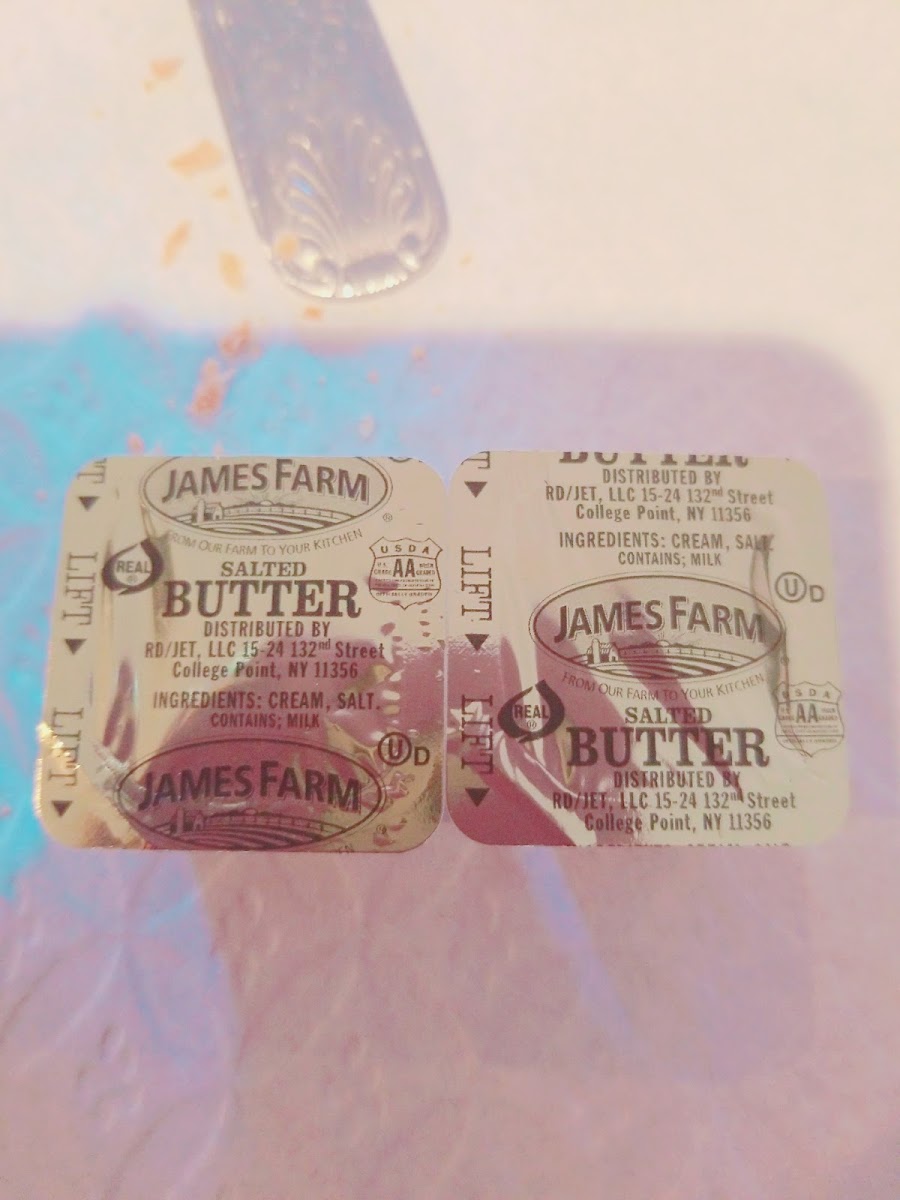 LIFT
LIFT
JAMES FARM
®
FROM OUR FARM TO YOUR KITCHEN
REAL
®
USDA
AA
SALTED
BUTTER
DISTRIBUTED BY
RD/JET, LLC 15-24 132nd Street
College Point, NY 11356
INGREDIENTS: CREAM, SALT.
CONTAINS; MILK
UD
JAMES FARM
LIFT
LIFT
BUTTER
DISTRIBUTED BY
RD/JET, LLC 15-24 132nd Street
College Point, NY 11356
INGREDIENTS: CREAM, SALT.
CONTAINS; MILK
UD
JAMES FARM
FROM OUR FARM TO YOUR KITCHEN
REAL
USDA
AA
SALTED
BUTTER
DISTRIBUTED BY
RD/JET, LLC 15-24 132nd Street
College Point, NY 11356